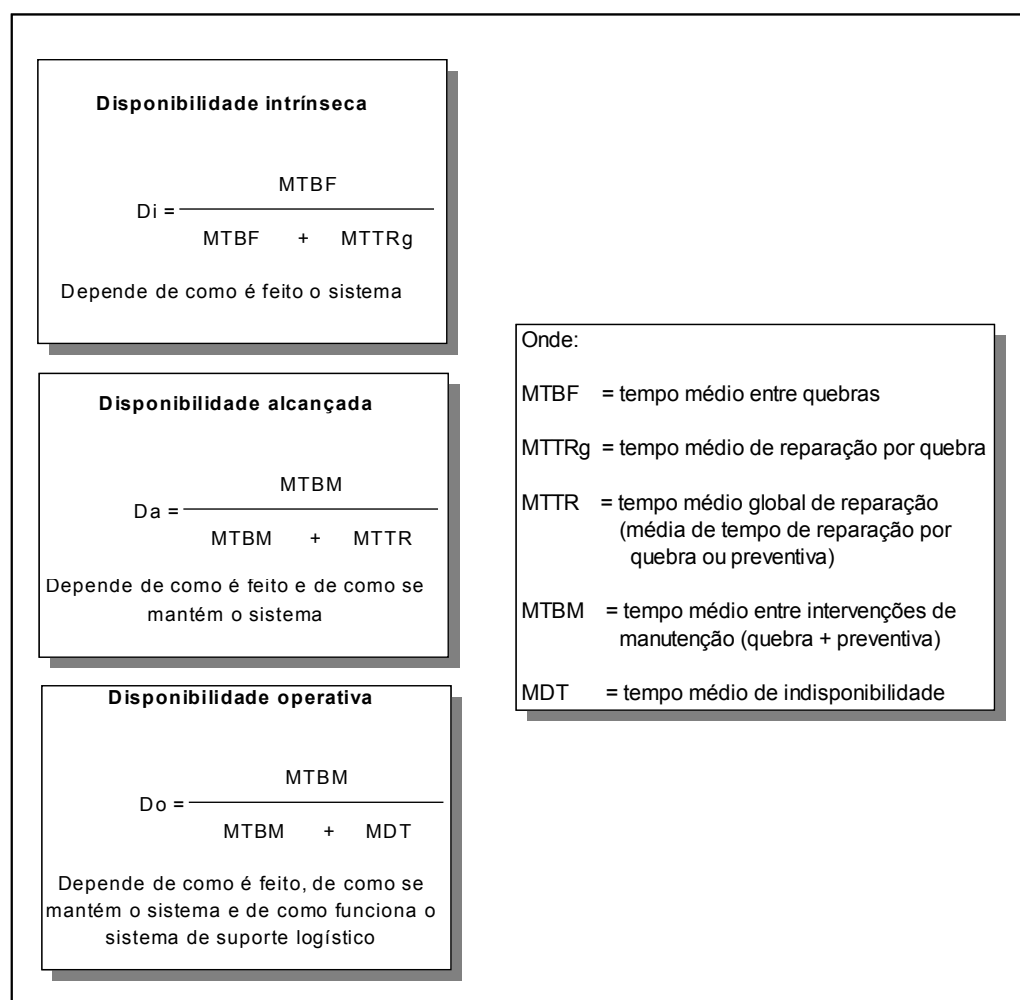 Disponibilidade intrínseca
MTBF
Di =
MTBF + MTTRg
Depende de como é feito o sistema
Disponibilidade alcançada
MTBM
Da =
MTBM + MTTR
Depende de como é feito e de como se
mantém o sistema
Disponibilidade operativa
MTBM
Do =
MTBM + MDT
Depende de como é feito, de como se
mantém o sistema e de como funciona o
sistema de suporte logístico
Onde:
MTBF = tempo médio entre quebras
MTTRg = tempo médio de reparação por quebra
MTTR = tempo médio global de reparação
(média de tempo de reparação por
quebra ou preventiva)
MTBM = tempo médio entre intervenções de
manutenção (quebra + preventiva)
MDT = tempo médio de indisponibilidade